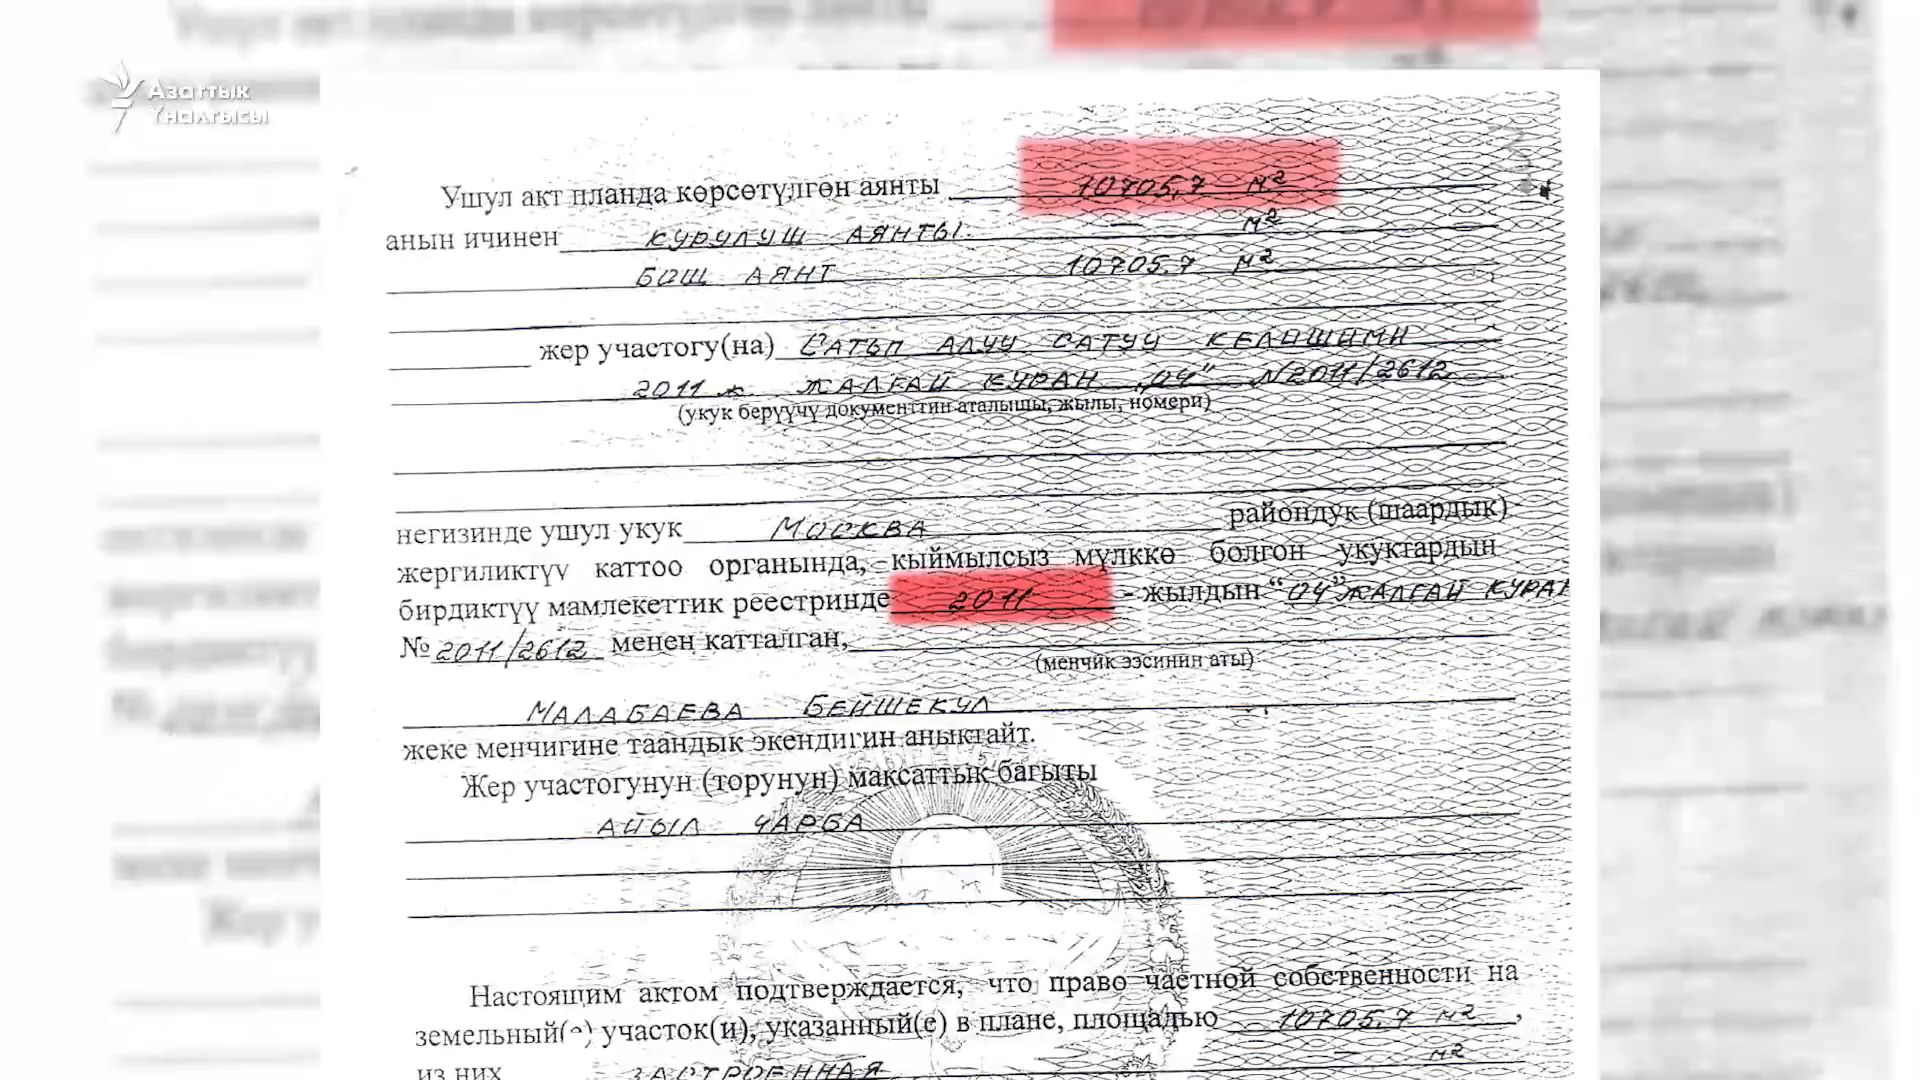 Азаттык
Үналгысы
Ушул акт планда көрсөтүлгөн аянты 10705,7 м²
анын ичинен КУРУЛУШ АЯНТЫ. — м²
БОШ АЯНТ 10705.7 м²
жер участогу(на) САТЫП АЛУУ САТУУ КЕЛИШИМИ
2011 ж. ЖАЛГАН КУРАН „04" N2011/2612
(укук берүүчү документтин аталышы, жылы, номери)
негизинде ушул укук МОСКВА райондук (шаардык)
жергиликтүү каттоо органында, кыймылсыз мүлккө болгон укуктардын
бирдиктүү мамлекеттик реестринде 2011 - жылдын “04” ЖАЛГАН КУРАН
№ 2011/2612 менен катталган,
(менчик ээсинин аты)
МАЛАБАЕВА БЕЙШЕКУЛ
жеке менчигине таандык экендигин аныктайт.
Жер участогунун (торунун) максаттык багыты
АЙЫЛ ЧАРБА
Настоящим актом подтверждается, что право частной собственности на
земельный(е) участок(и), указанный(е) в плане, площадью 10705.7 м²,
из них ЗАСТРОЕННАЯ — м²